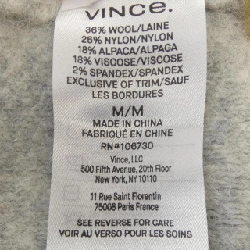 VINCE.
36% WOOL/LAINE
26% NYLON/NYLON
18% ALPACA/ALPAGA
18% VISCOSE/VISCOSE
2% SPANDEX/SPANDEX
EXCLUSIVE OF TRIM/SAUF
LES BORDURES
M/M
MADE IN CHINA
FABRIQUÉ EN CHINE
RN#106730
Vince, LLC
500 Fifth Avenue, 20th Floor
New York, NY 10110
11 Rue Saint Florentin
75008 Paris France
SEE REVERSE FOR CARE
VOIR AU VERSO POUR LES SOINS